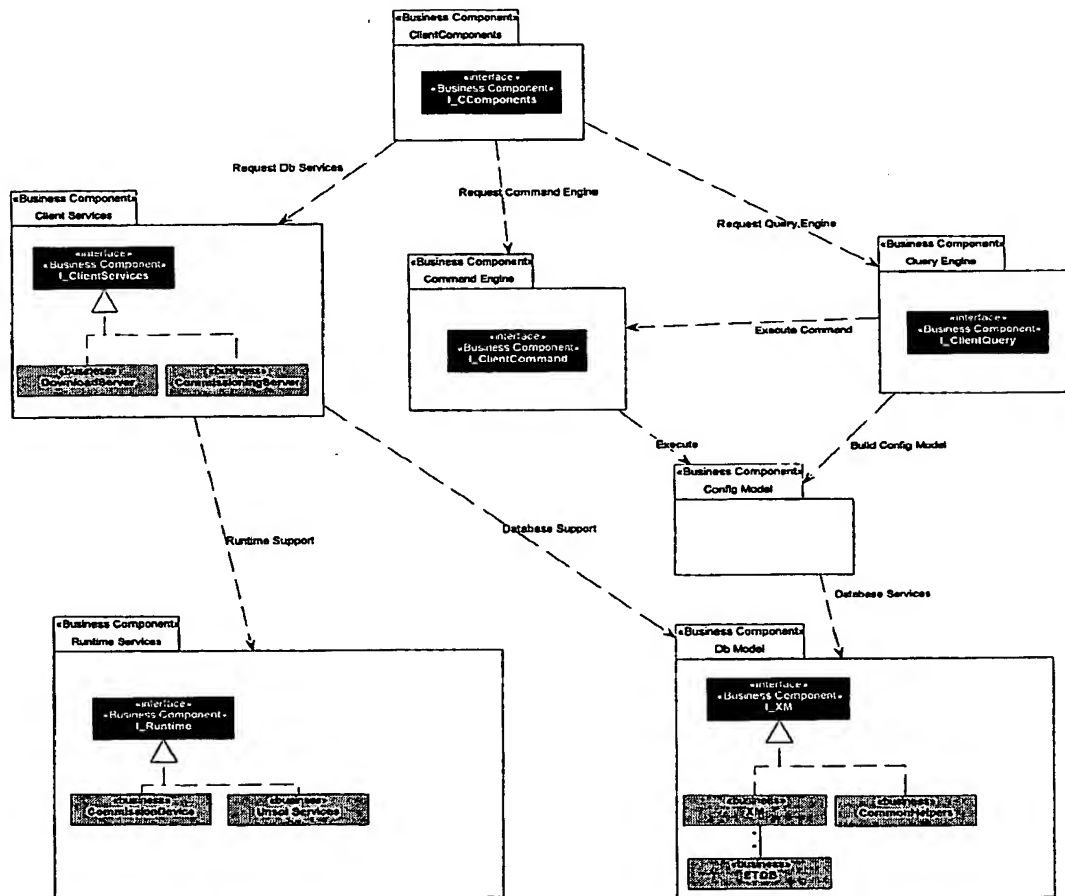 «Business Component»
ClientComponents
«interface»
«Business Component»
I_CComponents
Request Db Services
Request Command Engine
Request Query Engine
«Business Component»
Client Services
«interface»
«Business Component»
I_ClientServices
«business»
DownloadServer
«business»
CommissioningServer
«Business Component»
Command Engine
«interface»
«Business Component»
I_ClientCommand
Execute Command
«Business Component»
Query Engine
«interface»
«Business Component»
I_ClientQuery
Execute
Build Config Model
«Business Component»
Config Model
Runtime Support
Database Support
Database Services
«Business Component»
Runtime Services
«interface»
«Business Component»
I_Runtime
«business»
CommissionDevice
«business»
Services
«Business Component»
Db Model
«interface»
«Business Component»
I_XM
«business»
XM
«business»
CommonHelpers
«business»